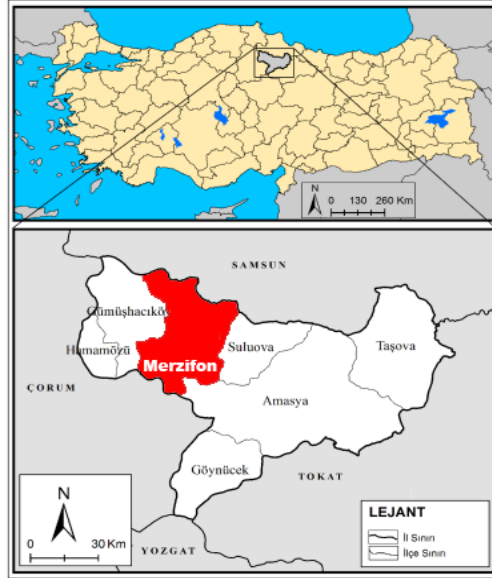 N
0 130 260 Km
SAMSUN
Gümüşhacıköy
Hamamözü
Merzifon
Suluova
Taşova
ÇORUM
Amasya
Göynücek
TOKAT
N
0 30 Km
YOZGAT
LEJANT
İl Sınırı
İlçe Sınırı